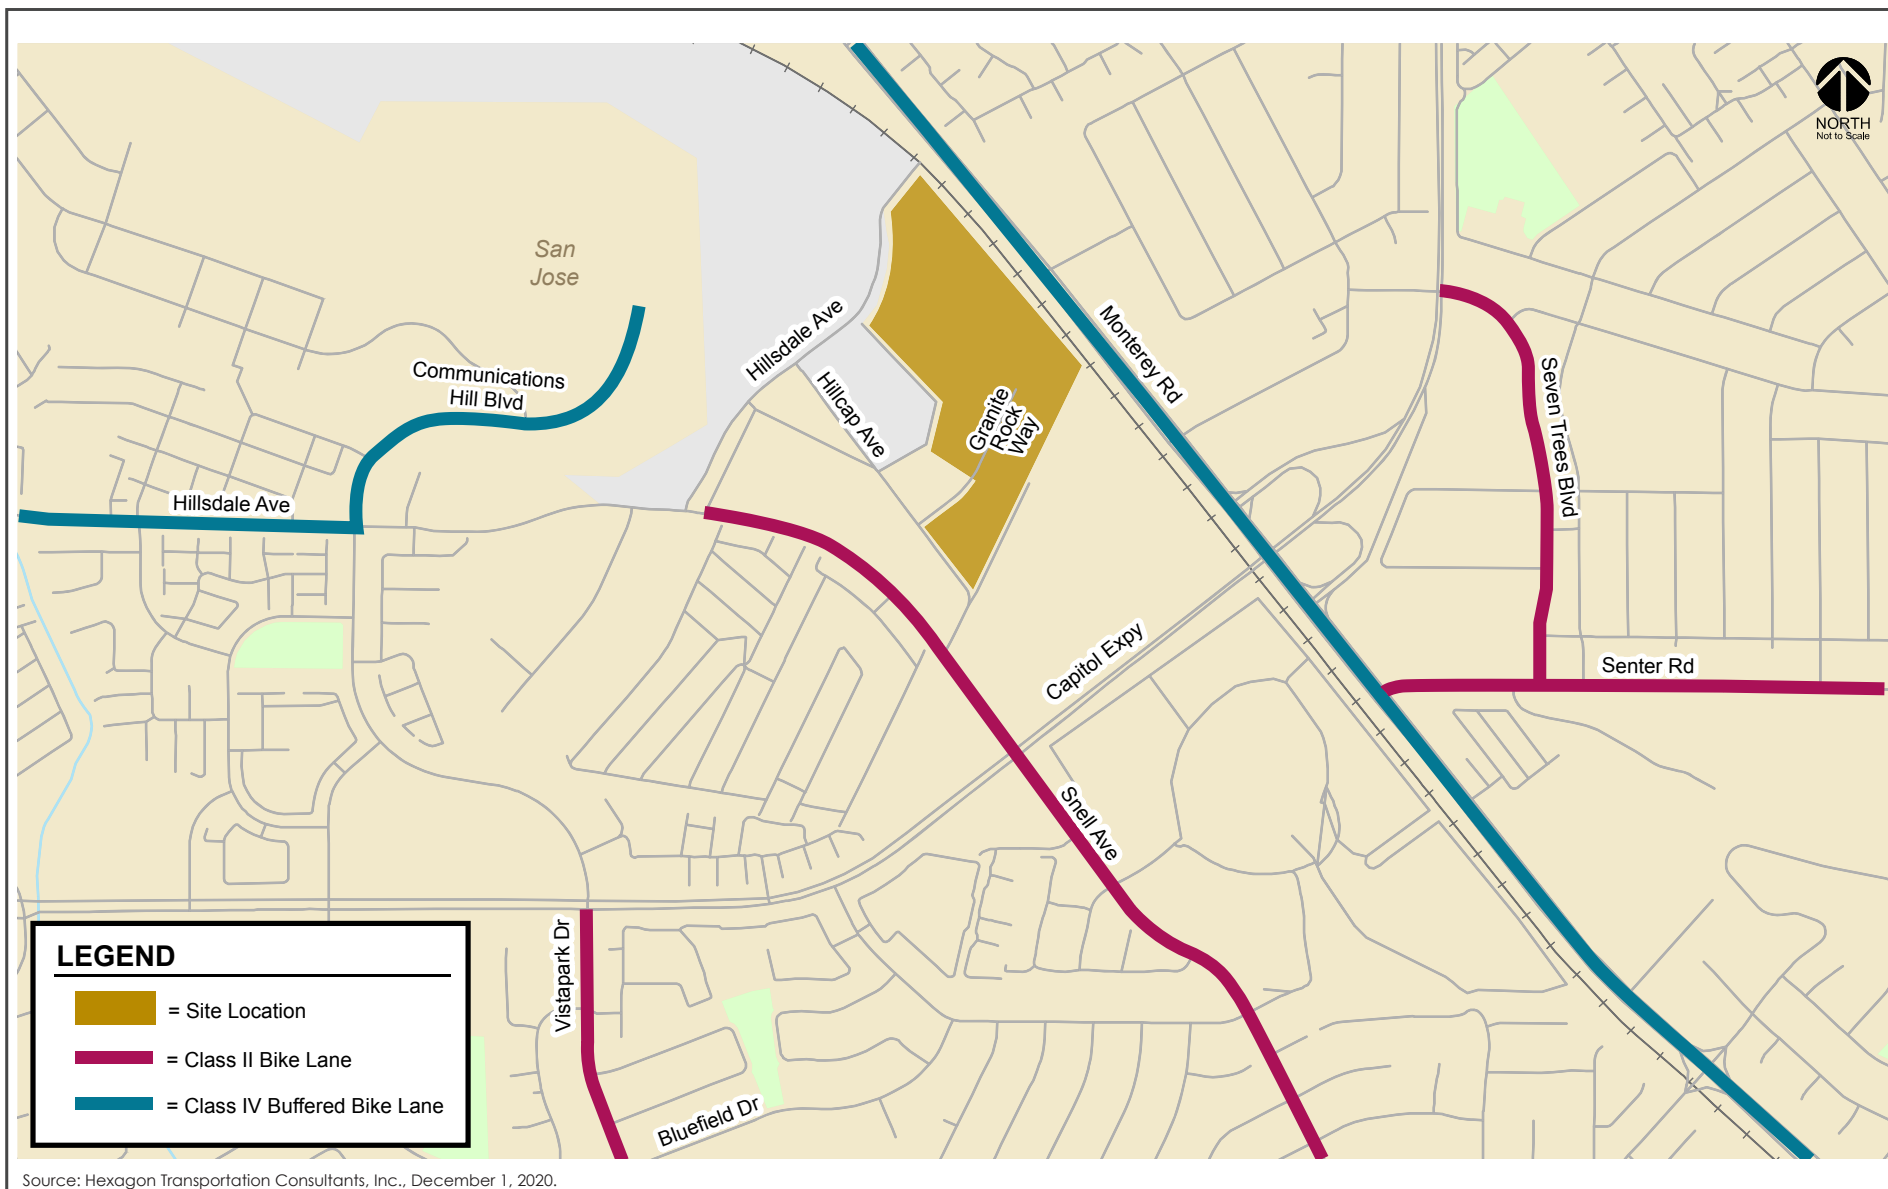 NORTH
Not to Scale
San
Jose
Communications
Hill Blvd
Hillsdale Ave
Hillsdale Ave
Hillcap Ave
Granite
Rock
Way
Monterey Rd
Seven Trees Blvd
Senter Rd
Capitol Expy
Snell Ave
Vistapark Dr
Bluefield Dr
LEGEND
= Site Location
= Class II Bike Lane
= Class IV Buffered Bike Lane
Source: Hexagon Transportation Consultants, Inc., December 1, 2020.